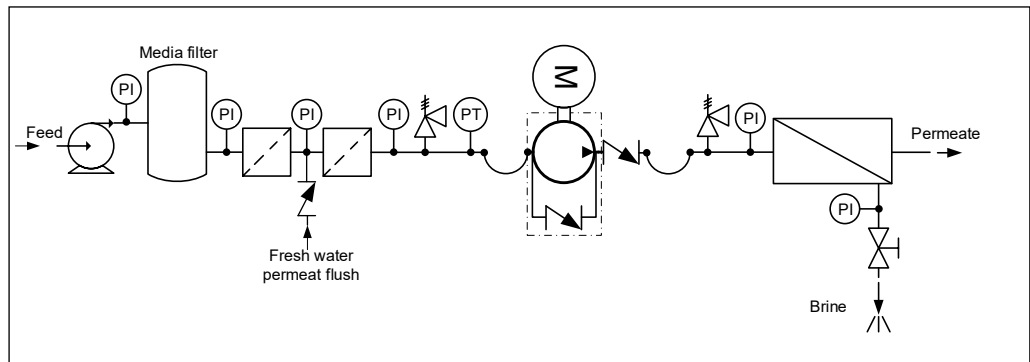 Media filter
PI
Feed
PI
PI
PI
PT
M
PI
Permeate
PI
Fresh water
permeat flush
Brine